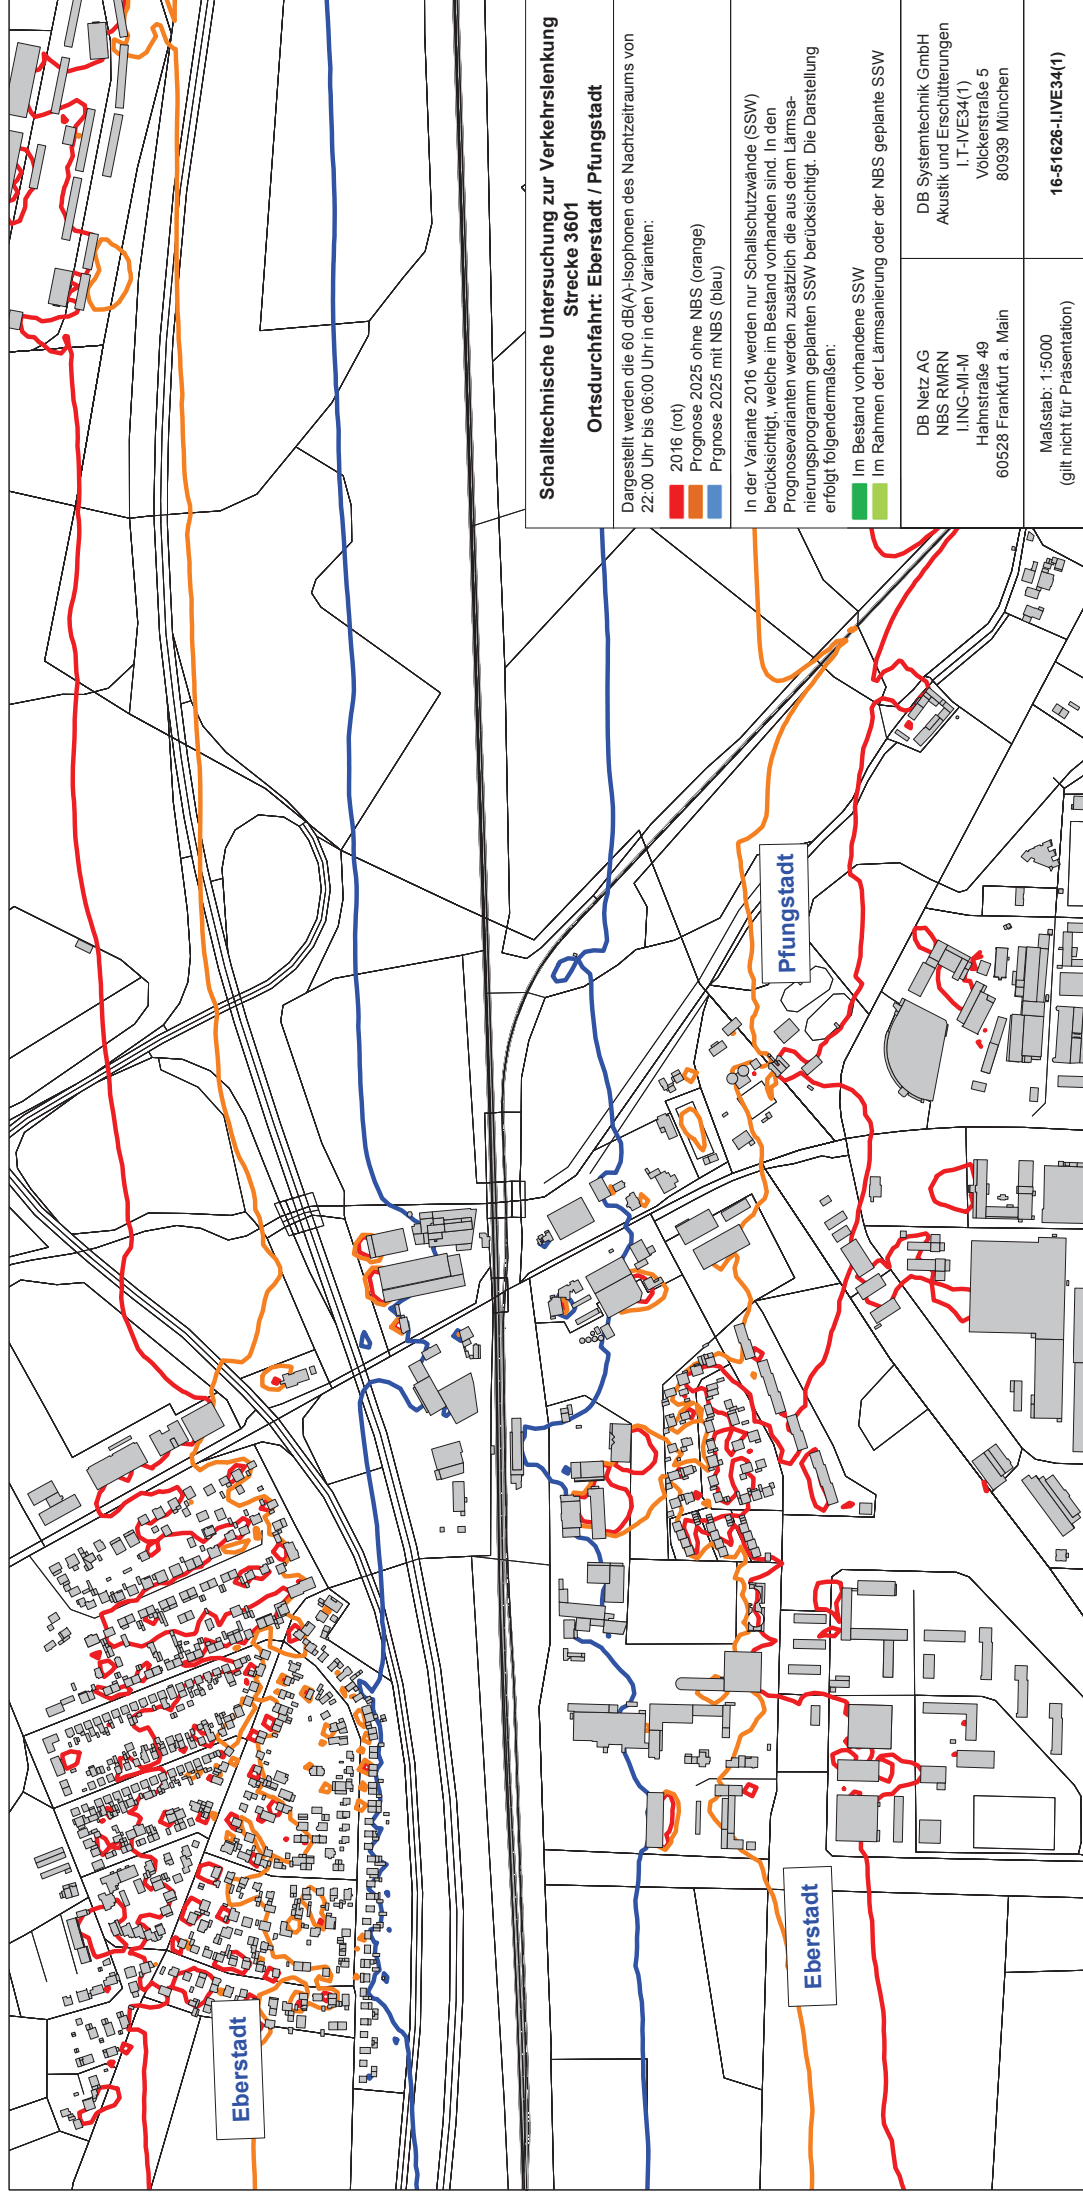 Schalltechnische Untersuchung zur Verkehrslenkung
Strecke 3601
Ortsdurchfahrt: Eberstadt / Pfungstadt
Dargestellt werden die 60 dB(A)-Isophonen des Nachtzeitraums von
22:00 Uhr bis 06:00 Uhr in den Varianten:
2016 (rot)
Prognose 2025 ohne NBS (orange)
Prgnose 2025 mit NBS (blau)
In der Variante 2016 werden nur Schallschutzwände (SSW)
berücksichtigt, welche im Bestand vorhanden sind. In den
Prognosevarianten werden zusätzlich die aus dem Lärmsa-
nierungsprogramm geplanten SSW berücksichtigt. Die Darstellung
erfolgt folgendermaßen:
Im Bestand vorhandene SSW
Im Rahmen der Lärmsanierung oder der NBS geplante SSW
DB Netz AG
NBS RMRN
I.ING-MI-M
Hahnstraße 49
60528 Frankfurt a. Main
DB Systemtechnik GmbH
Akustik und Erschütterungen
I.T-IVE34(1)
Völckerstraße 5
80939 München
Maßstab: 1:5000
(gilt nicht für Präsentation)
16-51626-I.IVE34(1)
Eberstadt
Eberstadt
Pfungstadt